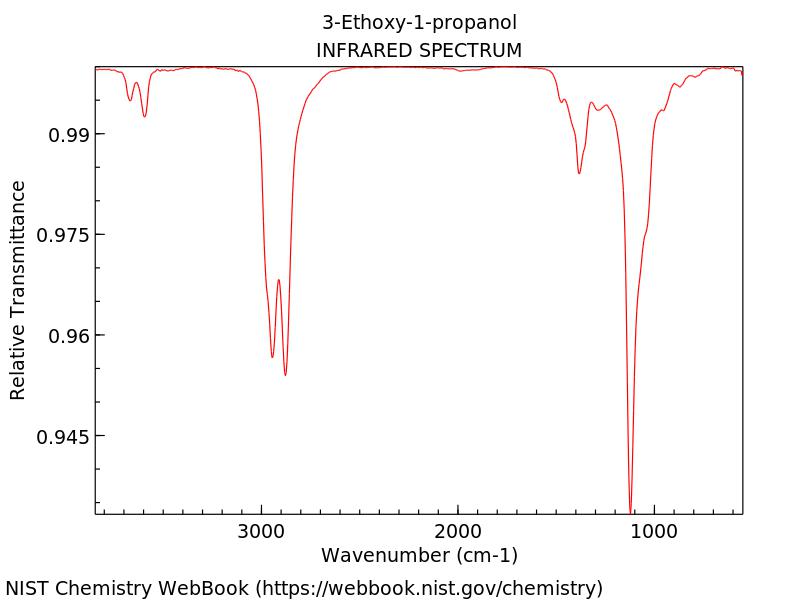 3-Ethoxy-1-propanol
INFRARED SPECTRUM
0.99
0.975
0.96
0.945
Relative Transmittance
3000
2000
1000
Wavenumber (cm-1)
NIST Chemistry WebBook (https://webbook.nist.gov/chemistry)